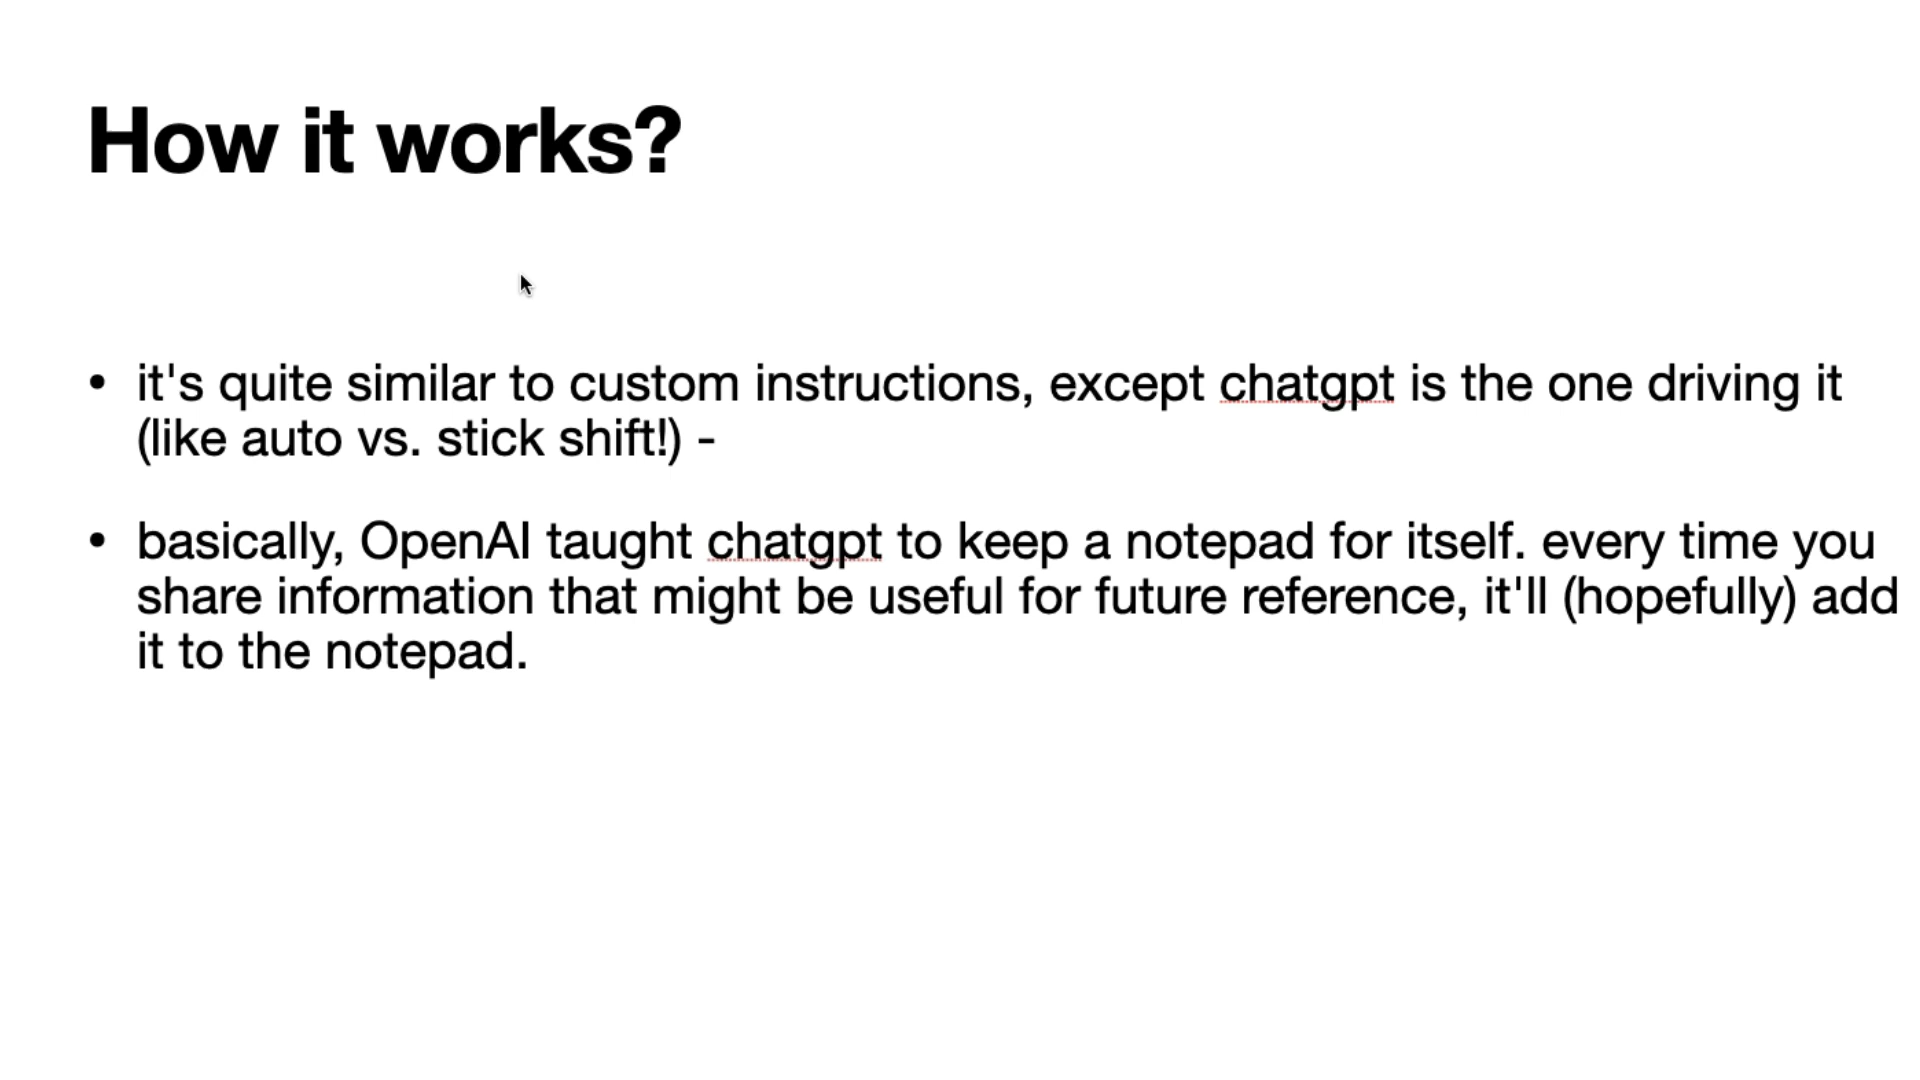 How it works?
• it's quite similar to custom instructions, except chatgpt is the one driving it
(like auto vs. stick shift!) -
• basically, OpenAI taught chatgpt to keep a notepad for itself. every time you
share information that might be useful for future reference, it'll (hopefully) add
it to the notepad.